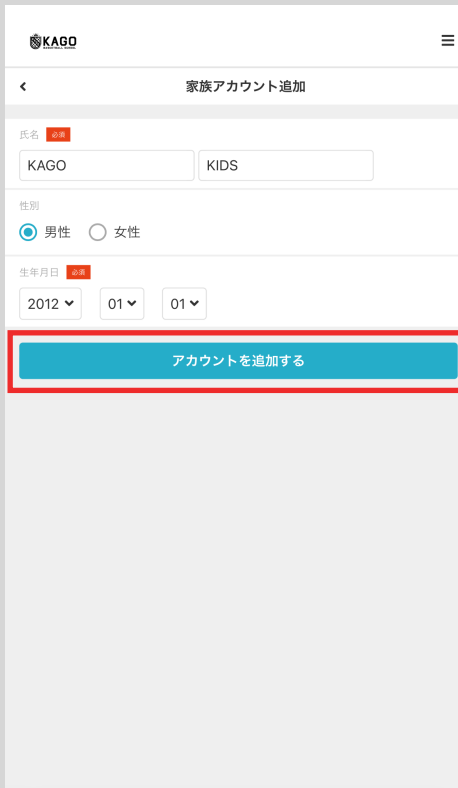 KAGO
BASKETBALL SCHOOL
家族アカウント追加
氏名 必須
KAGO KIDS
性別
男性 女性
生年月日 必須
2012 01 01
アカウントを追加する